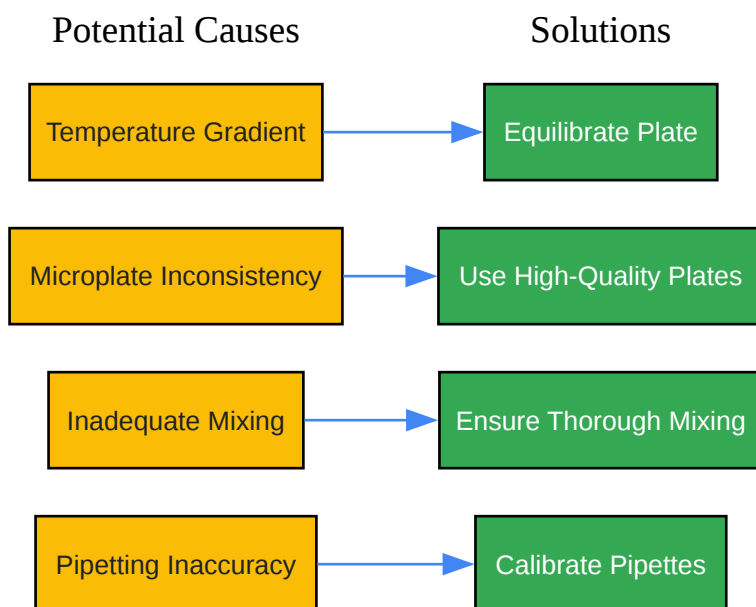 Potential Causes
Solutions
Temperature Gradient
Equilibrate Plate
Microplate Inconsistency
Use High-Quality Plates
Inadequate Mixing
Ensure Thorough Mixing
Pipetting Inaccuracy
Calibrate Pipettes